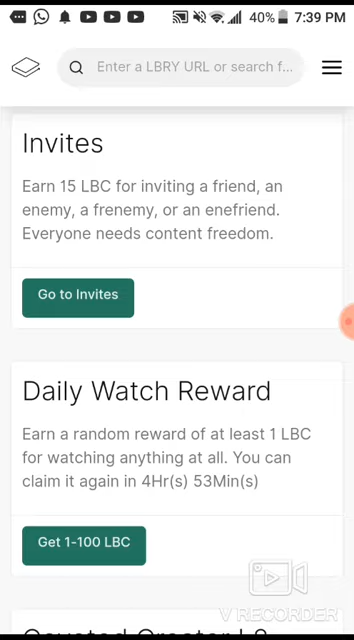 40% 7:39 PM
Enter a LBRY URL or search f...
Invites
Earn 15 LBC for inviting a friend, an
enemy, a frenemy, or an enefriend.
Everyone needs content freedom.
Go to Invites
Daily Watch Reward
Earn a random reward of at least 1 LBC
for watching anything at all. You can
claim it again in 4Hr(s) 53Min(s)
Get 1-100 LBC
V RECORDER